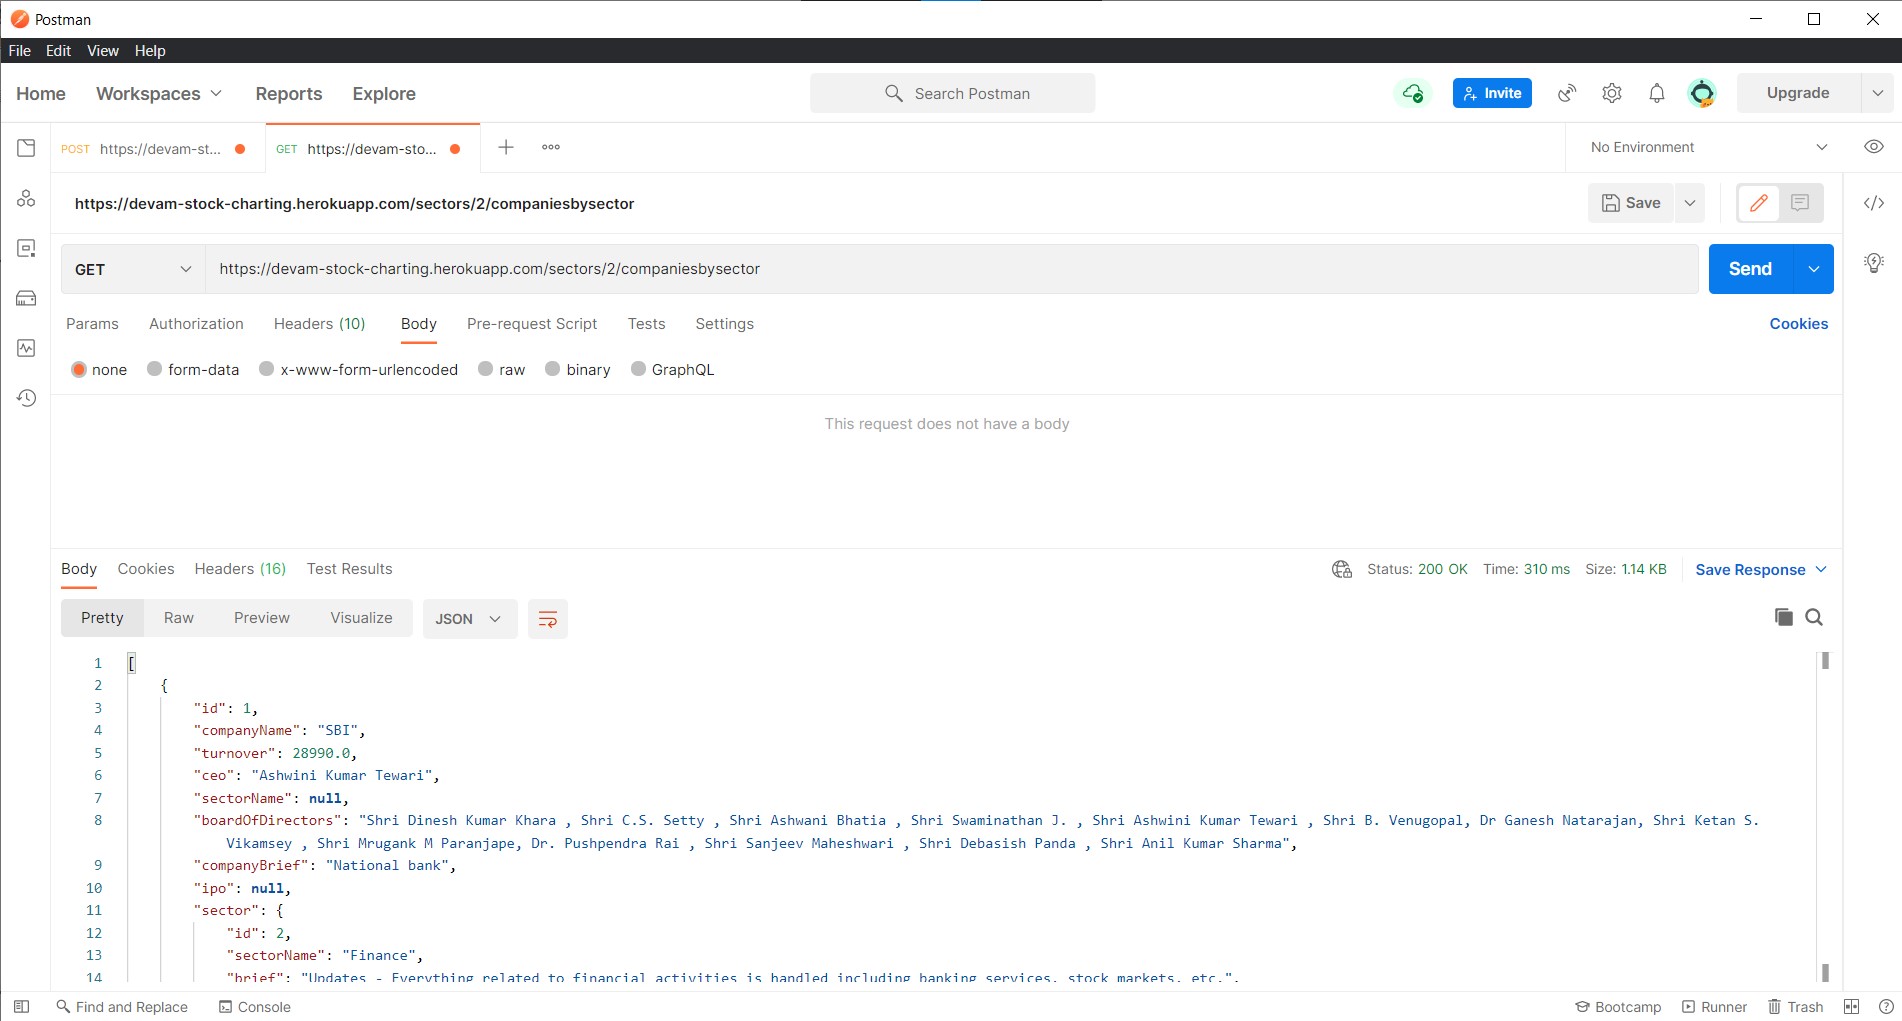 Postman
File Edit View Help
Home Workspaces Reports Explore Search Postman Invite Upgrade
POST https://devam-st... GET https://devam-sto... No Environment
https://devam-stock-charting.herokuapp.com/sectors/2/companiesbysector Save
GET https://devam-stock-charting.herokuapp.com/sectors/2/companiesbysector Send
Params Authorization Headers (10) Body Pre-request Script Tests Settings Cookies
none form-data x-www-form-urlencoded raw binary GraphQL
This request does not have a body
Body Cookies Headers (16) Test Results Status: 200 OK Time: 310 ms Size: 1.14 KB Save Response
Pretty Raw Preview Visualize JSON
1 [
2 {
3 "id": 1,
4 "companyName": "SBI",
5 "turnover": 28990.0,
6 "ceo": "Ashwini Kumar Tewari",
7 "sectorName": null,
8 "boardOfDirectors": "Shri Dinesh Kumar Khara , Shri C.S. Setty , Shri Ashwani Bhatia , Shri Swaminathan J. , Shri Ashwini Kumar Tewari , Shri B. Venugopal, Dr Ganesh Natarajan, Shri Ketan S.
Vikamsey , Shri Mrugank M Paranjape, Dr. Pushpendra Rai , Shri Sanjeev Maheshwari , Shri Debasish Panda , Shri Anil Kumar Sharma",
9 "companyBrief": "National bank",
10 "ipo": null,
11 "sector": {
12 "id": 2,
13 "sectorName": "Finance",
14 "brief": "Updates - Everything related to financial activities is handled including banking services, stock markets, etc.",
Find and Replace Console Bootcamp Runner Trash